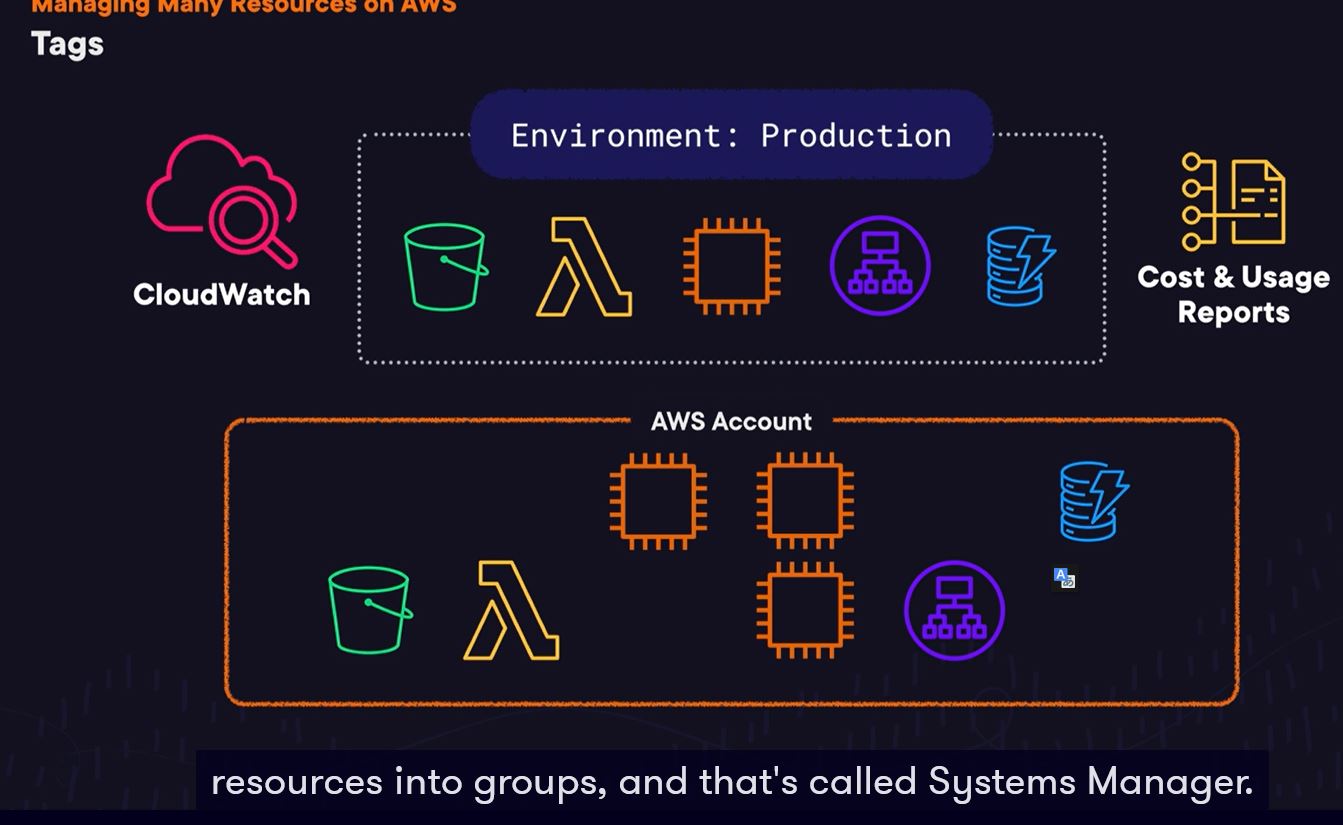 Managing Many Resources on AWS
Tags
Environment: Production
CloudWatch
Cost & Usage
Reports
AWS Account
A
resources into groups, and that's called Systems Manager.